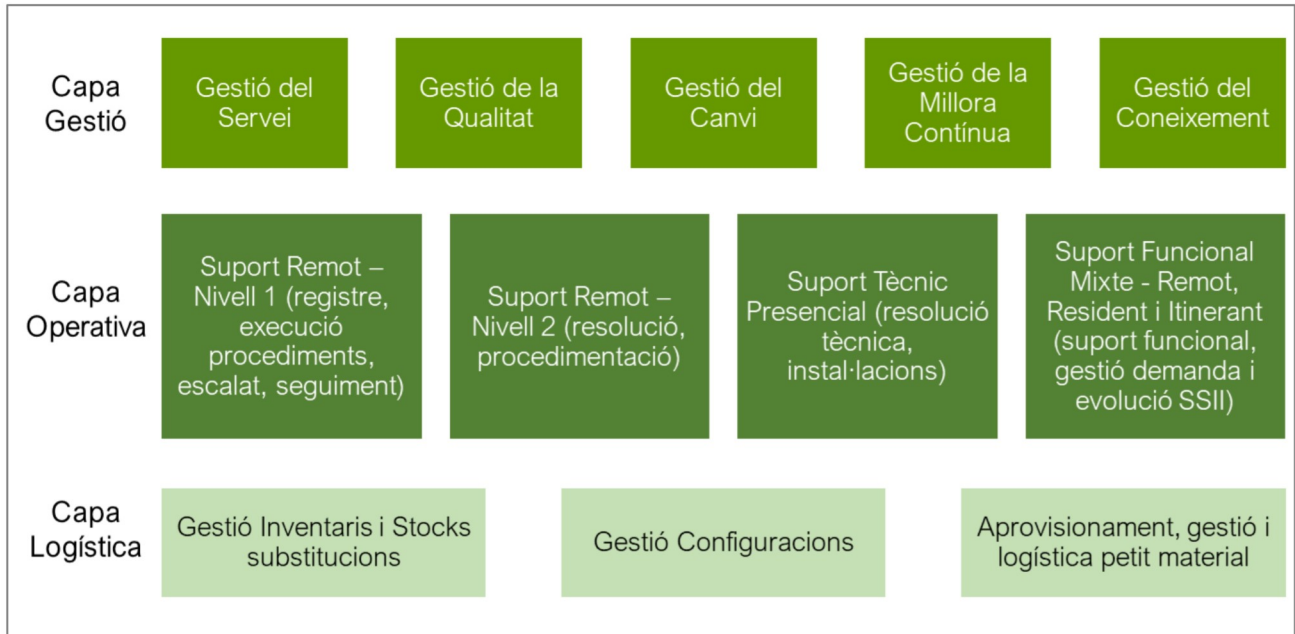 Capa
Gestió
Gestió del
Servei
Gestió de la
Qualitat
Gestió del
Canvi
Gestió de la
Millora
Contínua
Gestió del
Coneixement
Capa
Operativa
Suport Remot –
Nivell 1 (registre,
execució
procediments,
escalat, seguiment)
Suport Remot –
Nivell 2 (resolució,
procedimentació)
Suport Tècnic
Presencial (resolució
tècnica,
instal·lacions)
Suport Funcional
Mixte - Remot,
Resident i Itinerant
(suport funcional,
gestió demanda i
evolució SSII)
Capa
Logística
Gestió Inventaris i Stocks
substitucions
Gestió Configuracions
Aprovisionament, gestió i
logística petit material